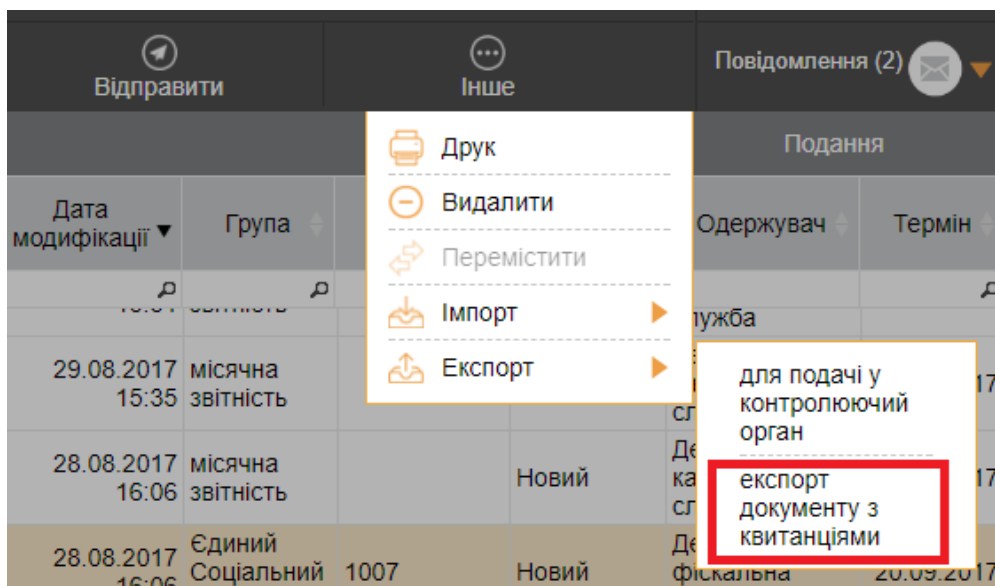 Відправити
Інше
Повідомлення (2)
Подання
Друк
Видалити
Перемістити
Імпорт
Експорт
для подачі у
контролюючий
орган
експорт
документу з
квитанціями
Дата
модифікації
Група
Одержувач
Термін
29.08.2017
15:35
місячна
звітність
28.08.2017
16:06
місячна
звітність
Новий
28.08.2017
16:06
Єдиний
Соціальний
1007
Новий
фіскальна
20.09.2017